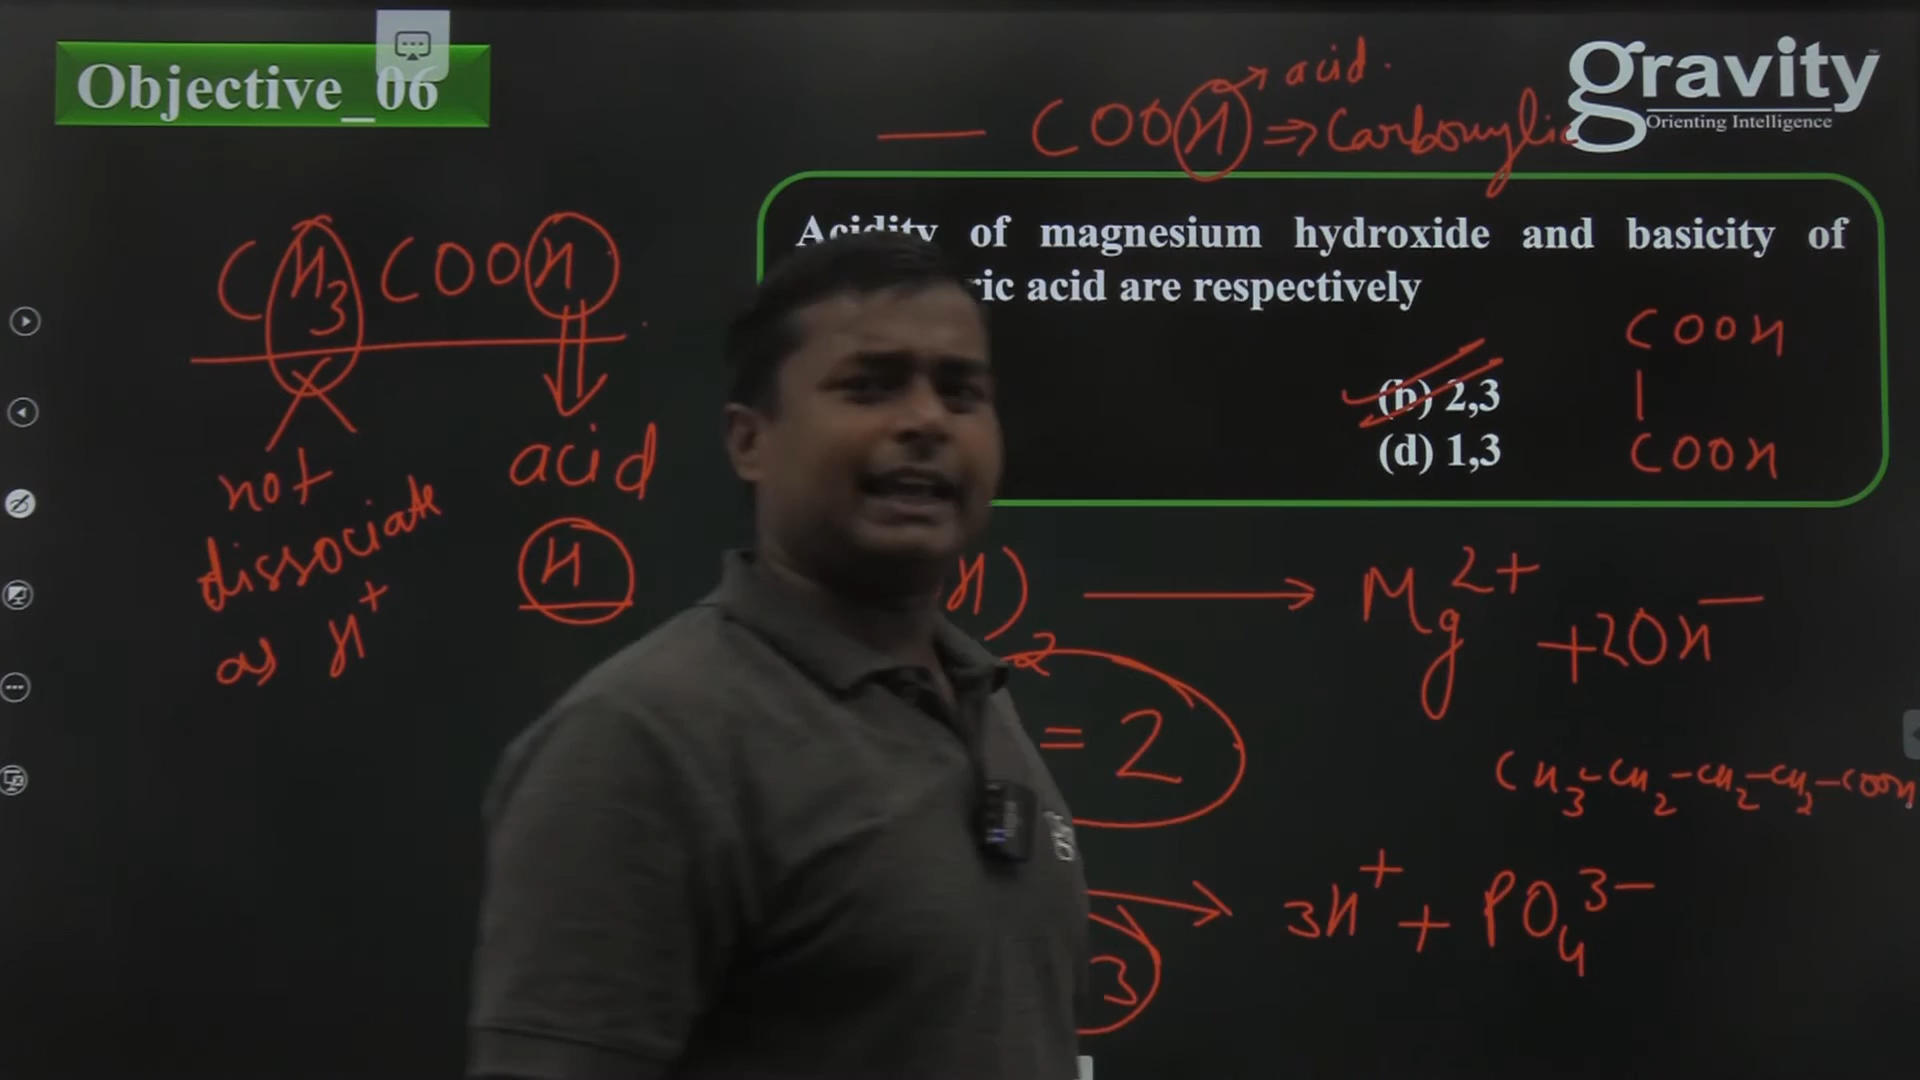 Objective_06
gravity
Orienting Intelligence
— COOH → acid.
⇒ Carboxylic
Acidity of magnesium hydroxide and basicity of
ric acid are respectively
(b) 2,3
(d) 1,3
COOH
|
COOH
CH3COOH
not
dissociate
as H+
acid
H
H)2 → Mg2+ + 2OH−
= 2
CH3-CH2-CH2-CH2-COOH
→ 3H+ + PO43−
3